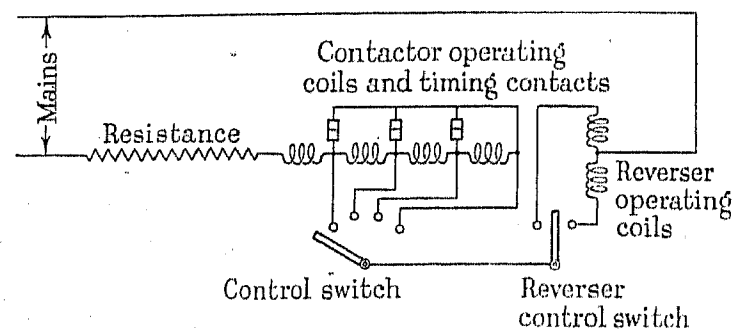 Mains
Contactor operating
coils and timing contacts
Resistance
Reverser
operating
coils
Control switch
Reverser
control switch